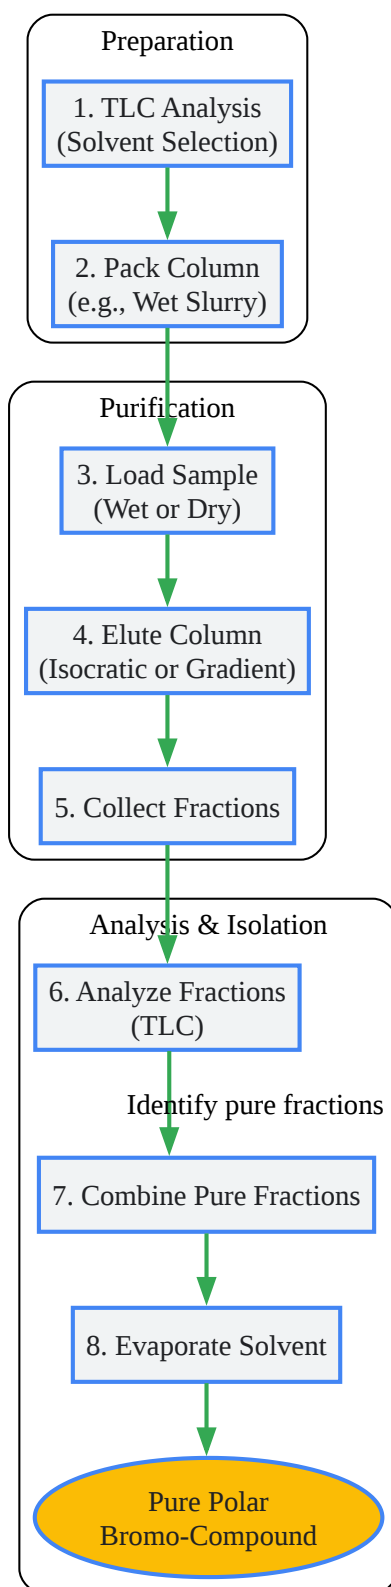 Preparation
1. TLC Analysis
(Solvent Selection)
2. Pack Column
(e.g., Wet Slurry)
Purification
3. Load Sample
(Wet or Dry)
4. Elute Column
(Isocratic or Gradient)
5. Collect Fractions
Analysis & Isolation
6. Analyze Fractions
(TLC)
Identify pure fractions
7. Combine Pure Fractions
8. Evaporate Solvent
Pure Polar
Bromo-Compound